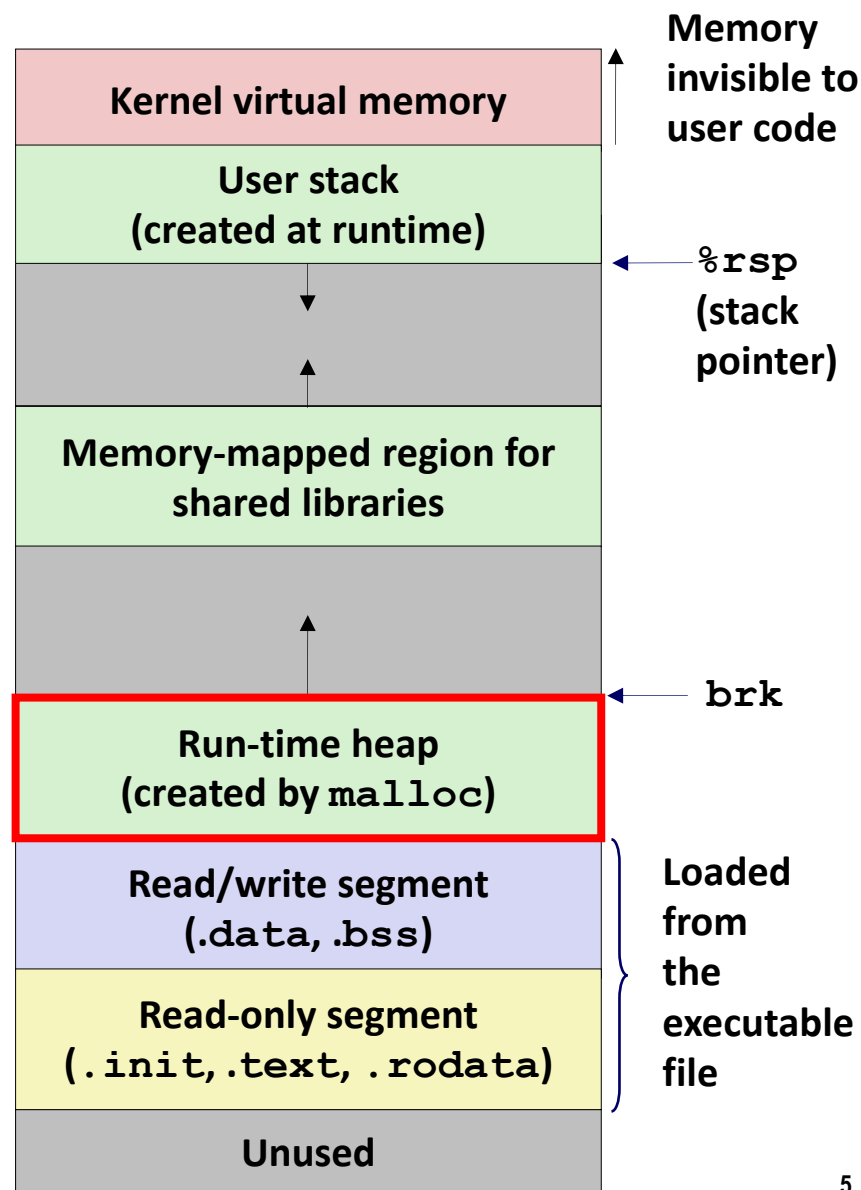 Memory
invisible to
user code
Kernel virtual memory
User stack
(created at runtime)
%rsp
(stack
pointer)
Memory-mapped region for
shared libraries
brk
Run-time heap
(created by malloc)
Read/write segment
(.data, .bss)
Read-only segment
(.init, .text, .rodata)
Loaded
from
the
executable
file
Unused
5